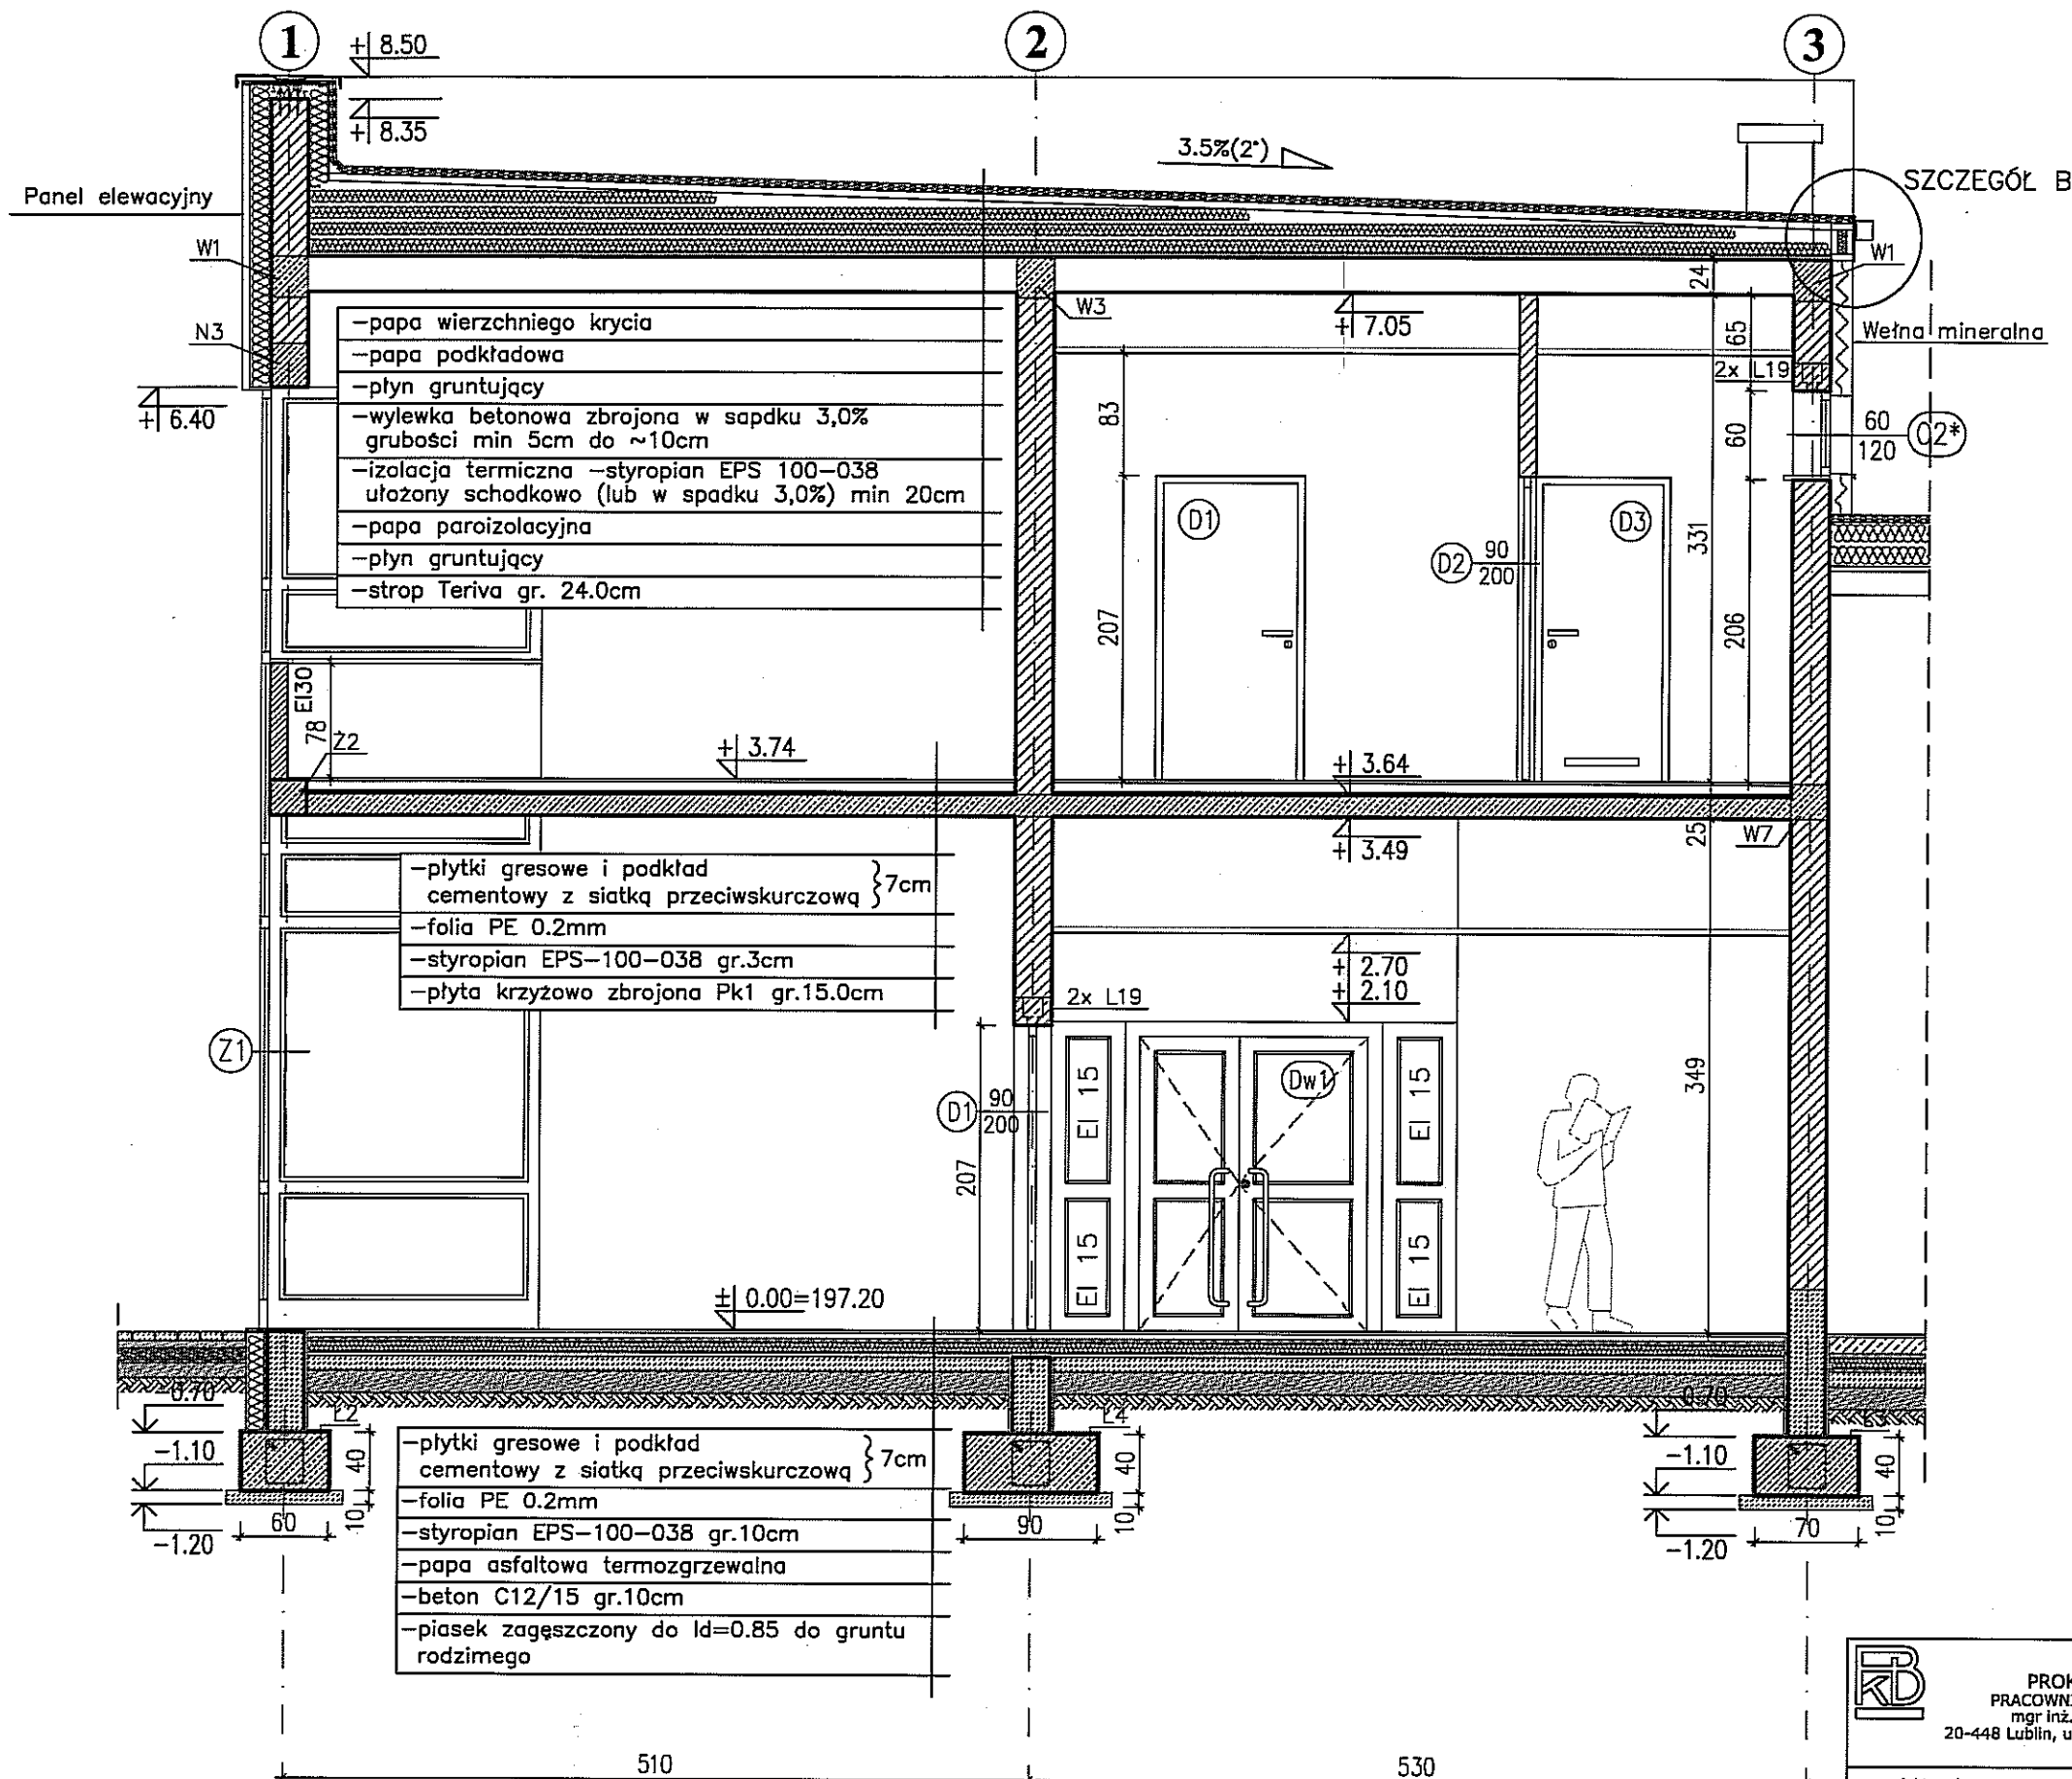 1
2
3
+ 8.50
+ 8.35
3.5%(2°)
SZCZEGÓŁ B
Panel elewacyjny
W1
W1
24
W3
+ 7.05
65
N3
Wełna mineralna
2x L19
+ 6.40
-papa wierzchniego krycia
-papa podkładowa
-płyn gruntujący
-wylewka betonowa zbrojona w sapdku 3,0%
grubości min 5cm do ~10cm
-izolacja termiczna -styropian EPS 100-038
ułożony schodkowo (lub w spadku 3,0%) min 20cm
-papa paroizolacyjna
-płyn gruntujący
-strop Teriva gr. 24.0cm
83
60
60
120
O2*
D1
D3
D2
90
200
331
207
206
EI30
78
Z2
+ 3.74
+ 3.64
25
W7
+ 3.49
-płytki gresowe i podkład
cementowy z siatką przeciwskurczową
7cm
-folia PE 0.2mm
-styropian EPS-100-038 gr.3cm
-płyta krzyżowo zbrojona Pk1 gr.15.0cm
+ 2.70
+ 2.10
2x L19
Z1
D1
90
200
207
EI 15
EI 15
Dw1
EI 15
EI 15
349
± 0.00=197.20
-0.70
-1.10
-1.20
Ł2
40
10
60
Ł4
40
10
90
-0.70
-1.10
-1.20
40
10
70
-płytki gresowe i podkład
cementowy z siatką przeciwskurczową
7cm
-folia PE 0.2mm
-styropian EPS-100-038 gr.10cm
-papa asfaltowa termozgrzewalna
-beton C12/15 gr.10cm
-piasek zagęszczony do Id=0.85 do gruntu
rodzimego
510
530
PROK
PRACOWNI
mgr inż.
20-448 Lublin, u